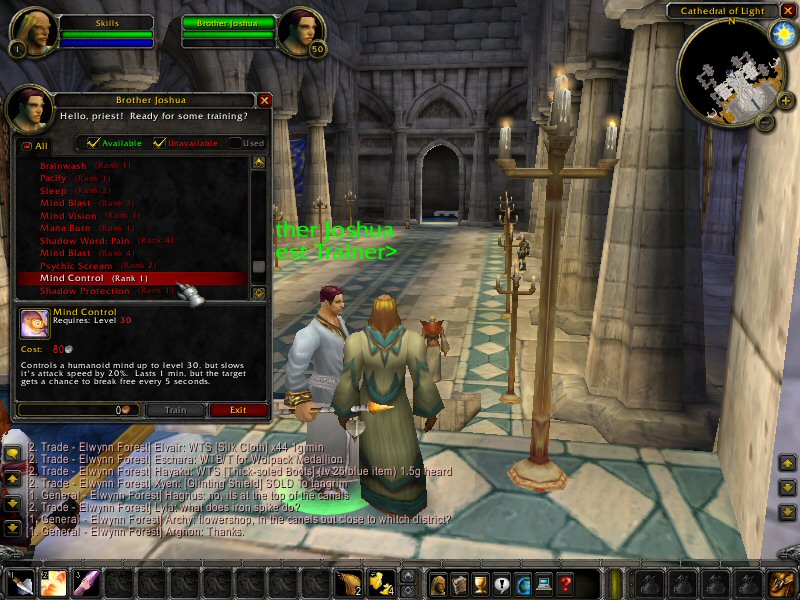 Skills
1
Brother Joshua
50
Cathedral of Light
N
Brother Joshua
Hello, priest! Ready for some training?
All
Available
Unavailable
Used
Brainwash (Rank 1)
Pacify (Rank 1)
Sleep (Rank 2)
Mind Blast (Rank 3)
Mind Vision (Rank 1)
Mana Burn (Rank 1)
Shadow Word: Pain (Rank 4)
Mind Blast (Rank 4)
Psychic Scream (Rank 2)
Mind Control (Rank 1)
Shadow Protection (Rank 1)
ther Joshua
est Trainer>
Mind Control
Requires: Level 30
Cost: 80
Controls a humanoid mind up to level 30, but slows
it's attack speed by 20%. Lasts 1 min, but the target
gets a chance to break free every 5 seconds.
0
Train
Exit
[2. Trade - Elwynn Forest] Elvair: WTS [Silk Cloth] x44 1g min
[2. Trade - Elwynn Forest] Eschara: WTB/T for Wolpack Medallion.
[2. Trade - Elwynn Forest] Hayaku: WTS [Thick-soled Boots] (lv 26 blue item) 1.5g heard
[2. Trade - Elwynn Forest] Xyen: [Glinting Shield] SOLD to tangrim
[1. General - Elwynn Forest] Hagnus: no, its at the top of the canals
[2. Trade - Elwynn Forest] Lyla: what does iron spike do?
[1. General - Elwynn Forest] Archy: flowershop, in the canels but close to whitch district?
[1. General - Elwynn Forest] Argnon: Thanks.
2
3
2
4